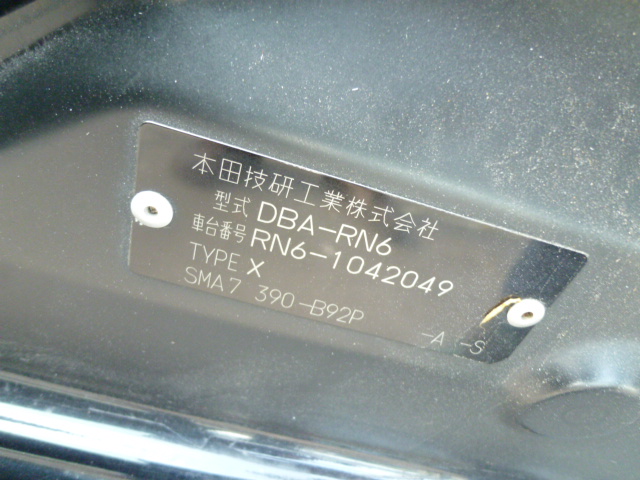 本田技研工業株式会社
型式 DBA-RN6
車台番号 RN6-1042049
TYPE X
SMA7 390-B92P -A -S